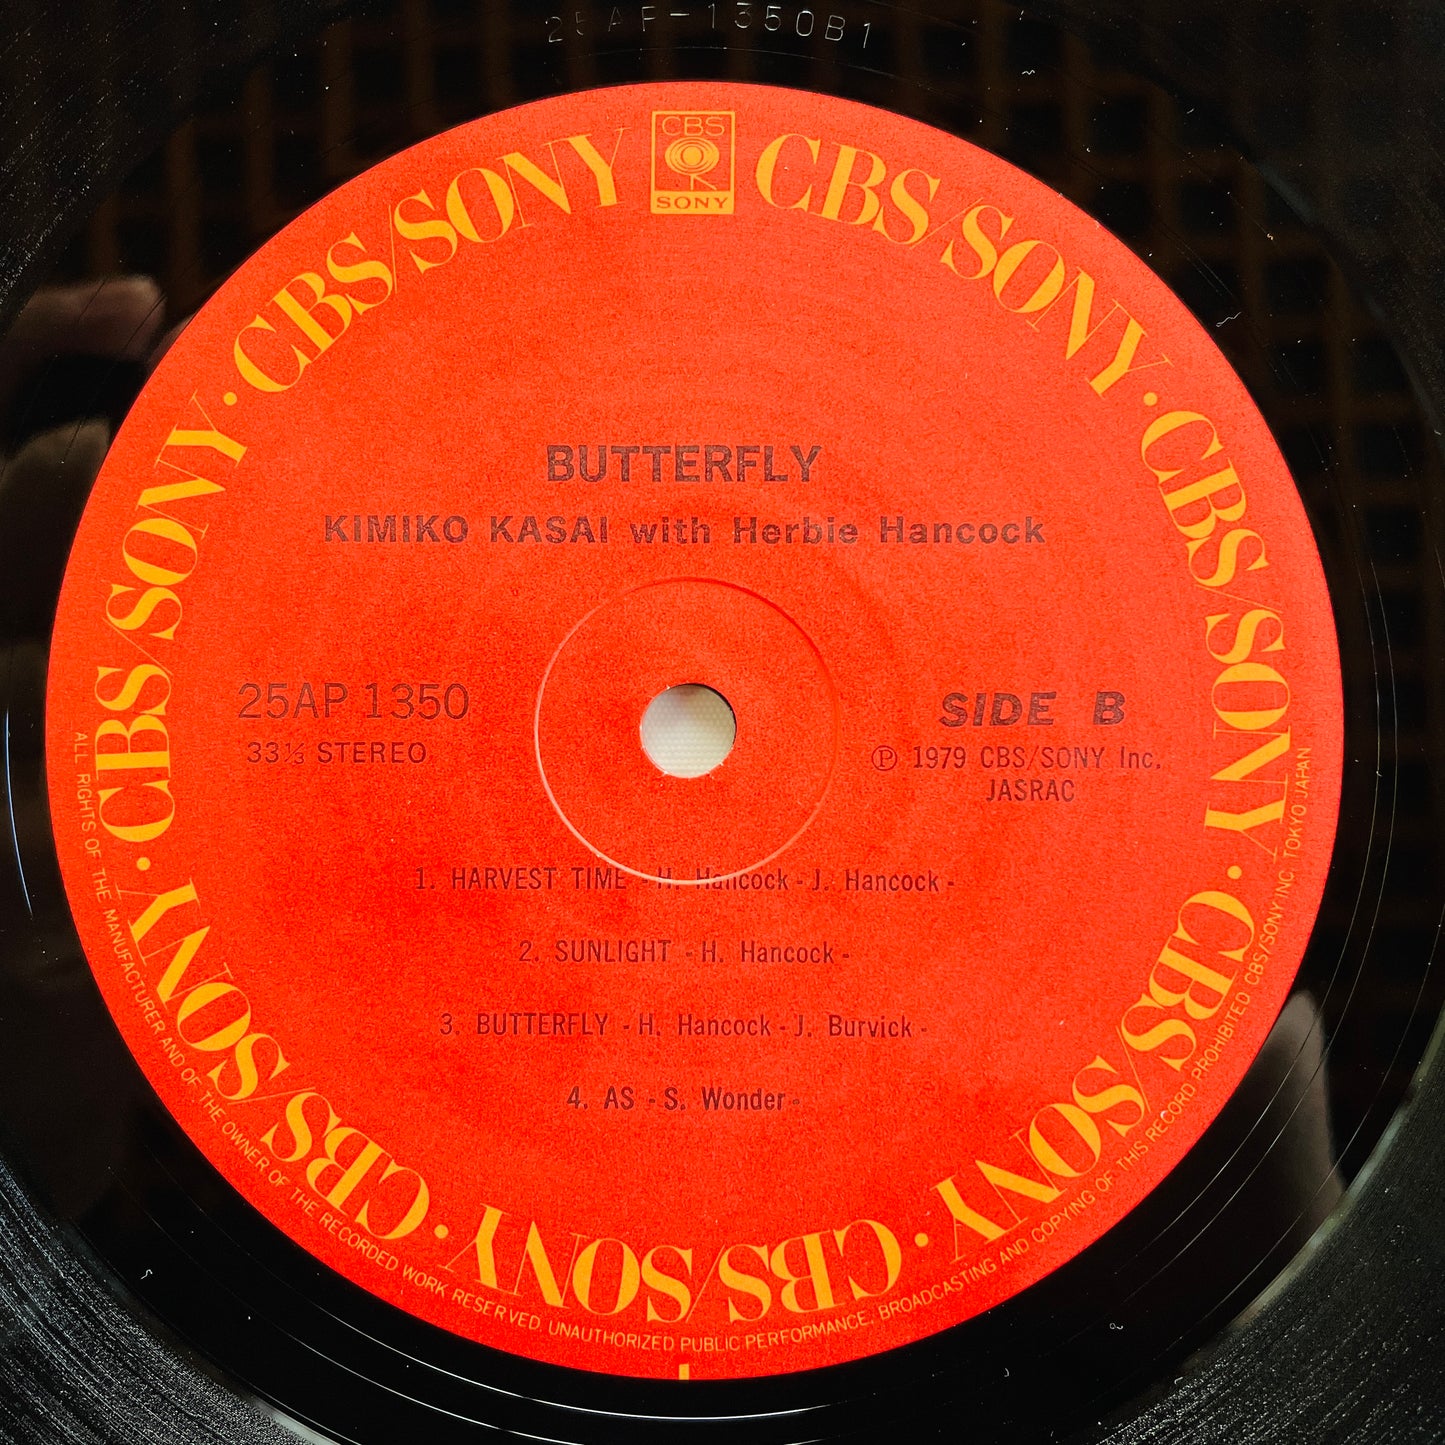 25AF-1350B1
CBS
SONY
CBS/SONY · CBS/SONY · CBS/SONY · CBS/SONY · CBS/SONY · CBS/SONY · CBS/SONY · CBS/SONY
BUTTERFLY
KIMIKO KASAI with Herbie Hancock
25AP 1350
33⅓ STEREO
SIDE B
Ⓟ 1979 CBS/SONY Inc.
JASRAC
1. HARVEST TIME - H. Hancock - J. Hancock -
2. SUNLIGHT - H. Hancock -
3. BUTTERFLY - H. Hancock - J. Burvick -
4. AS - S. Wonder -
ALL RIGHTS OF THE MANUFACTURER AND OF THE OWNER OF THE RECORDED WORK RESERVED. UNAUTHORIZED PUBLIC PERFORMANCE, BROADCASTING AND COPYING OF THIS RECORD PROHIBITED CBS/SONY INC. TOKYO JAPAN